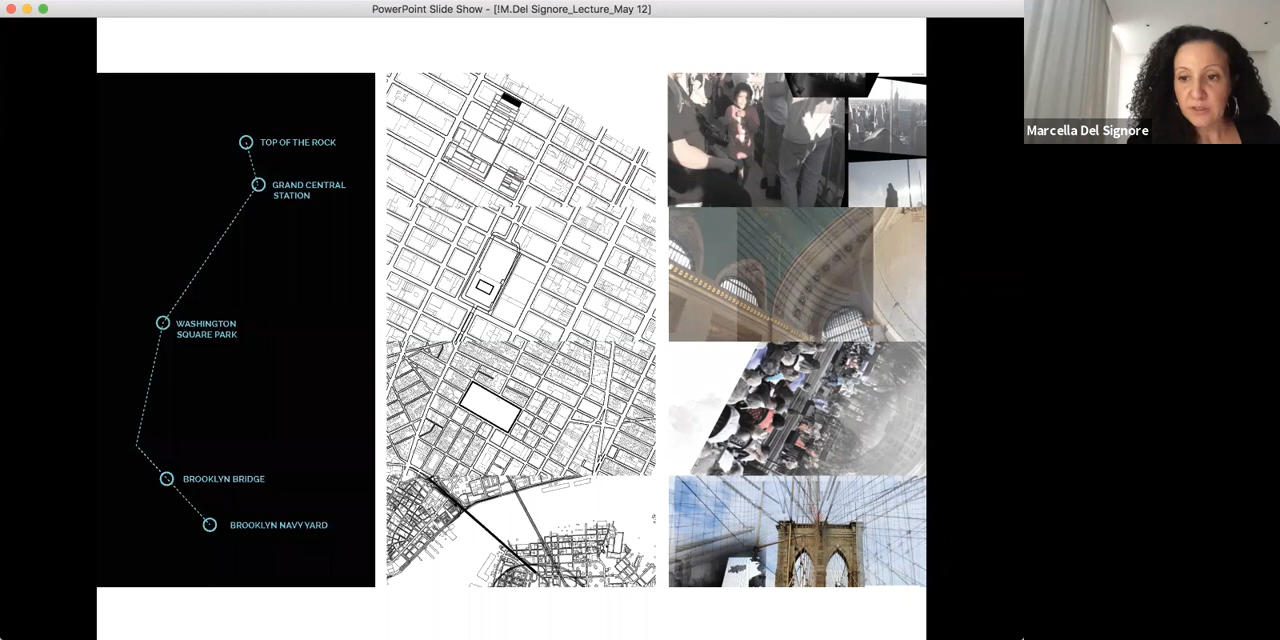 PowerPoint Slide Show - [!M.Del Signore_Lecture_May 12]
Marcella Del Signore
TOP OF THE ROCK
GRAND CENTRAL
STATION
WASHINGTON
SQUARE PARK
BROOKLYN BRIDGE
BROOKLYN NAVY YARD